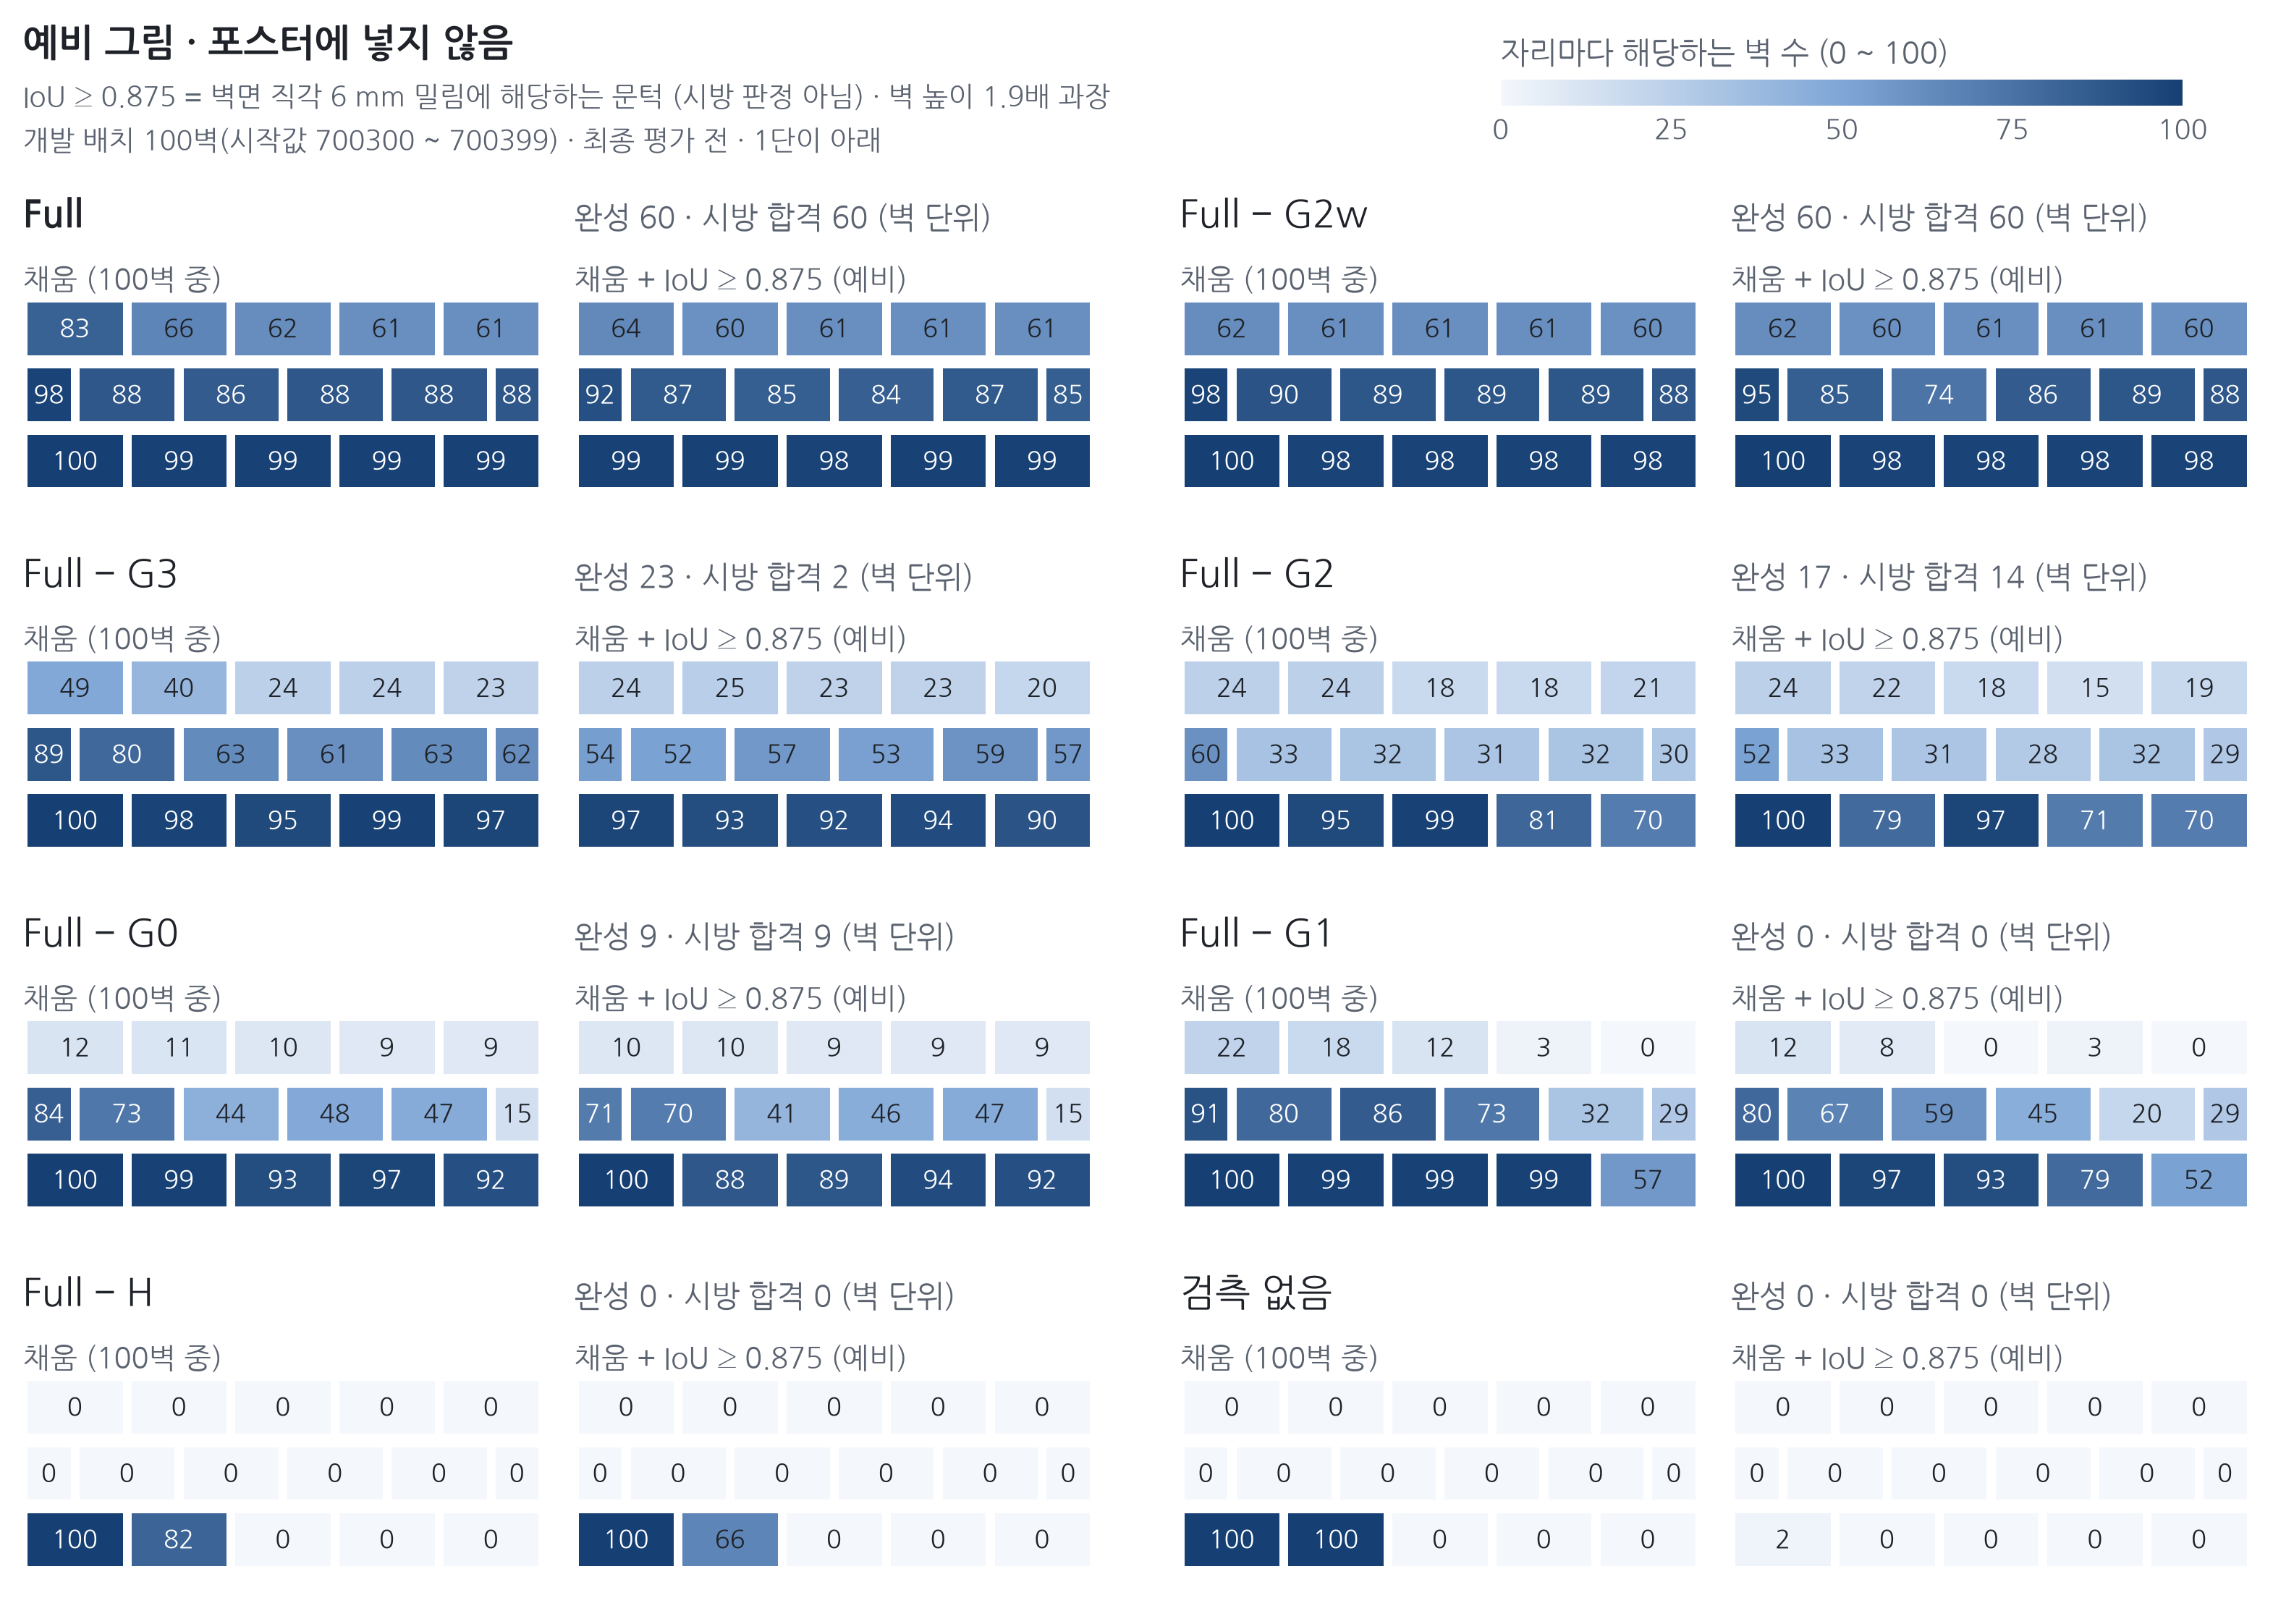 예비 그림 · 포스터에 넣지 않음
IoU ≥ 0.875 = 벽면 직각 6 mm 밀림에 해당하는 문턱 (시방 판정 아님) · 벽 높이 1.9배 과장
개발 배치 100벽(시작값 700300 ~ 700399) · 최종 평가 전 · 1단이 아래
자리마다 해당하는 벽 수 (0 ~ 100)
0 25 50 75 100
Full
완성 60 · 시방 합격 60 (벽 단위)
채움 (100벽 중)
83 66 62 61 61
98 88 86 88 88 88
100 99 99 99 99
채움 + IoU ≥ 0.875 (예비)
64 60 61 61 61
92 87 85 84 87 85
99 99 98 99 99
Full − G2w
완성 60 · 시방 합격 60 (벽 단위)
채움 (100벽 중)
62 61 61 61 60
98 90 89 89 89 88
100 98 98 98 98
채움 + IoU ≥ 0.875 (예비)
62 60 61 61 60
95 85 74 86 89 88
100 98 98 98 98
Full − G3
완성 23 · 시방 합격 2 (벽 단위)
채움 (100벽 중)
49 40 24 24 23
89 80 63 61 63 62
100 98 95 99 97
채움 + IoU ≥ 0.875 (예비)
24 25 23 23 20
54 52 57 53 59 57
97 93 92 94 90
Full − G2
완성 17 · 시방 합격 14 (벽 단위)
채움 (100벽 중)
24 24 18 18 21
60 33 32 31 32 30
100 95 99 81 70
채움 + IoU ≥ 0.875 (예비)
24 22 18 15 19
52 33 31 28 32 29
100 79 97 71 70
Full − G0
완성 9 · 시방 합격 9 (벽 단위)
채움 (100벽 중)
12 11 10 9 9
84 73 44 48 47 15
100 99 93 97 92
채움 + IoU ≥ 0.875 (예비)
10 10 9 9 9
71 70 41 46 47 15
100 88 89 94 92
Full − G1
완성 0 · 시방 합격 0 (벽 단위)
채움 (100벽 중)
22 18 12 3 0
91 80 86 73 32 29
100 99 99 99 57
채움 + IoU ≥ 0.875 (예비)
12 8 0 3 0
80 67 59 45 20 29
100 97 93 79 52
Full − H
완성 0 · 시방 합격 0 (벽 단위)
채움 (100벽 중)
0 0 0 0 0
0 0 0 0 0 0
100 82 0 0 0
채움 + IoU ≥ 0.875 (예비)
0 0 0 0 0
0 0 0 0 0 0
100 66 0 0 0
검측 없음
완성 0 · 시방 합격 0 (벽 단위)
채움 (100벽 중)
0 0 0 0 0
0 0 0 0 0 0
100 100 0 0 0
채움 + IoU ≥ 0.875 (예비)
0 0 0 0 0
0 0 0 0 0 0
2 0 0 0 0